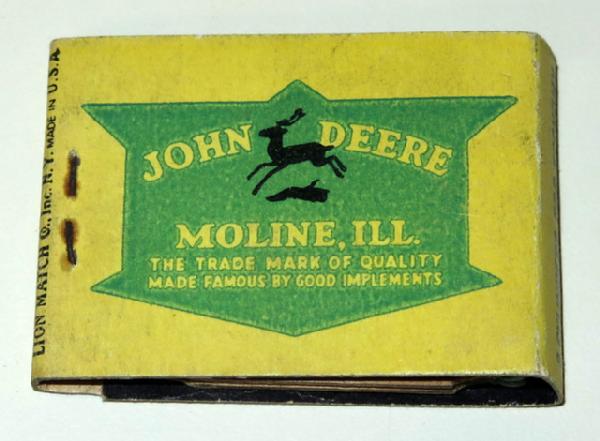 JOHN DEERE
MOLINE, ILL.
THE TRADE MARK OF QUALITY
MADE FAMOUS BY GOOD IMPLEMENTS
LION MATCH Co., Inc. N.Y. MADE IN U.S.A